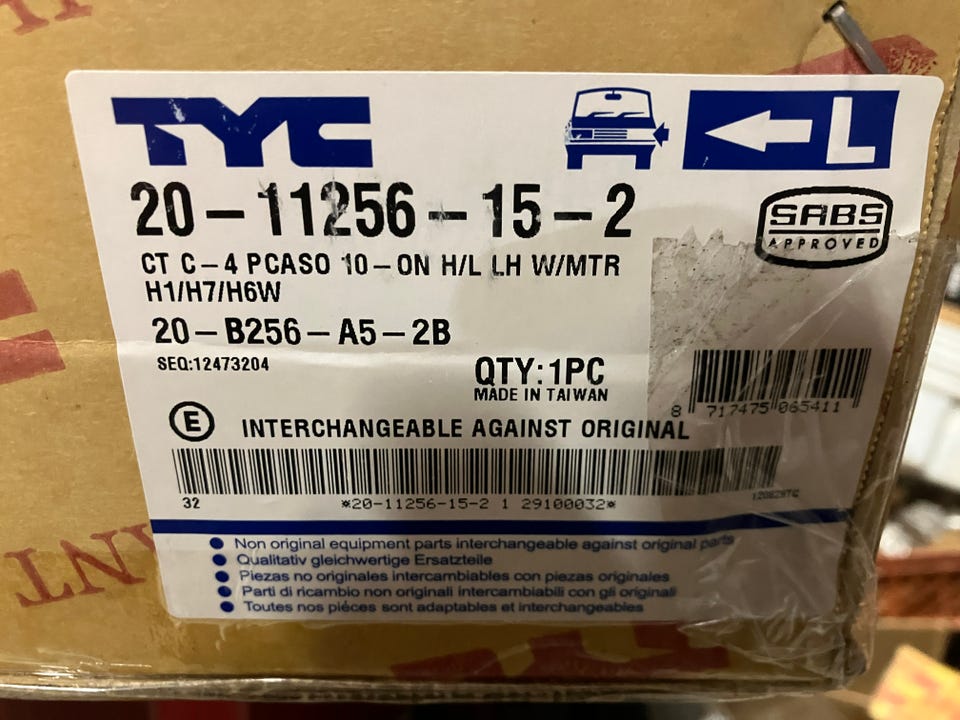 TYC
L
20-11256-15-2
SABS
APPROVED
CT C-4 PCASO 10-ON H/L LH W/MTR
H1/H7/H6W
20-B256-A5-2B
SEQ:12473204
QTY:1PC
MADE IN TAIWAN
8 717475 065411
E INTERCHANGEABLE AGAINST ORIGINAL
32 *20-11256-15-2 1 29100032*
Non original equipment parts interchangeable against original parts
Qualitativ gleichwertige Ersatzteile
Piezas no originales intercambiables con piezas originales
Parti di ricambio non originali intercambiabili con gli originali
Toutes nos piéces sont adaptables et interchangeables